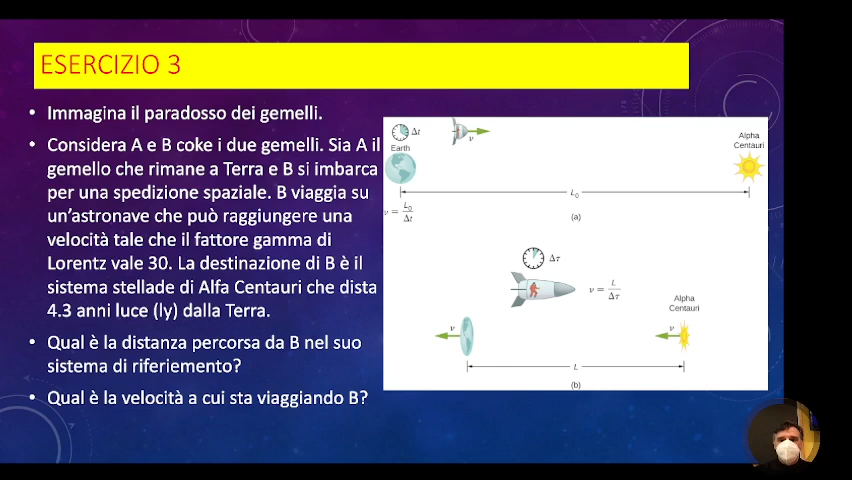 ESERCIZIO 3
• Immagina il paradosso dei gemelli.
• Considera A e B coke i due gemelli. Sia A il
gemello che rimane a Terra e B si imbarca
per una spedizione spaziale. B viaggia su
un'astronave che può raggiungere una
velocità tale che il fattore gamma di
Lorentz vale 30. La destinazione di B è il
sistema stellade di Alfa Centauri che dista
4.3 anni luce (ly) dalla Terra.
• Qual è la distanza percorsa da B nel suo
sistema di riferiemento?
• Qual è la velocità a cui sta viaggiando B?
Δt
v
Earth
Alpha
Centauri
L₀
v = L₀/Δt
(a)
Δτ
v = L/Δτ
Alpha
Centauri
v
v
L
(b)